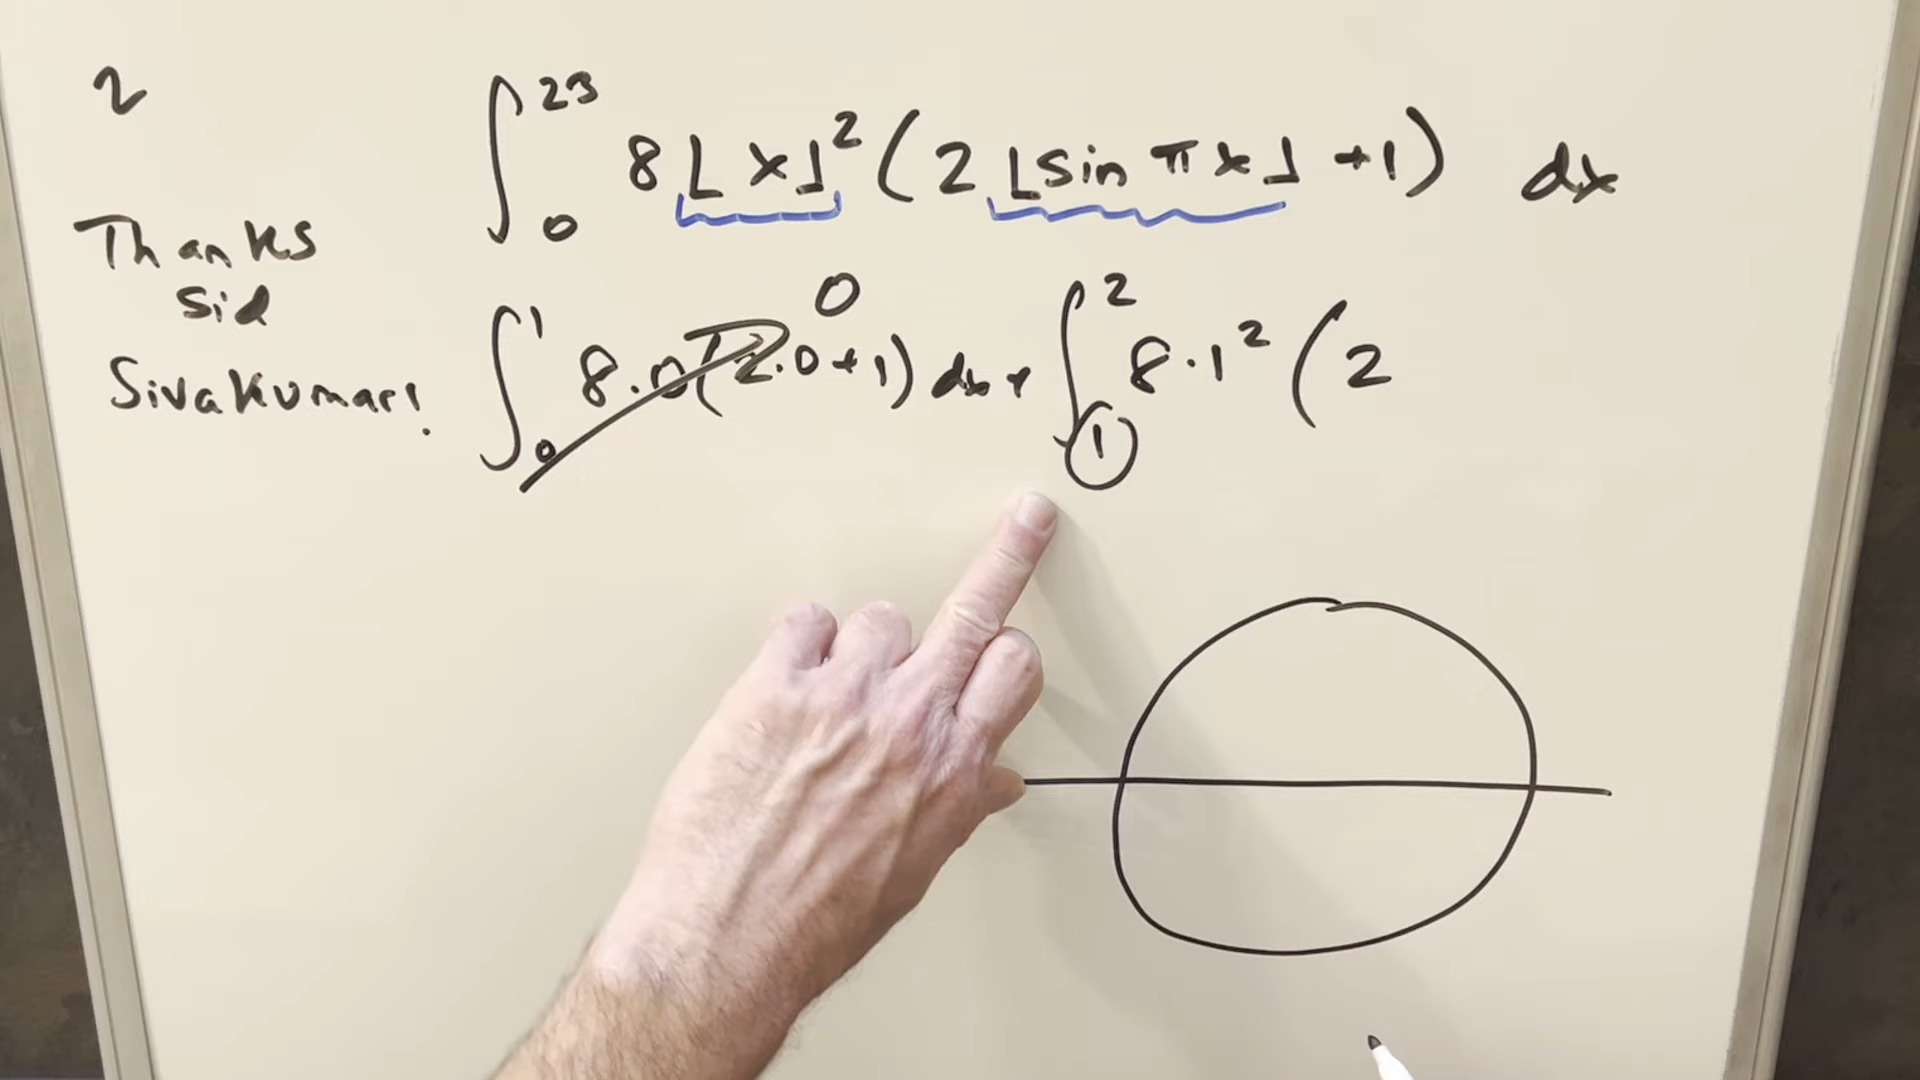 2
∫₀²³ 8⌊x⌋² (2⌊sin πx⌋ + 1) dx
Thanks
Sid
Sivakumar!
0
∫₀¹ 8·0(2·0+1) dx + ∫₁² 8·1² (2